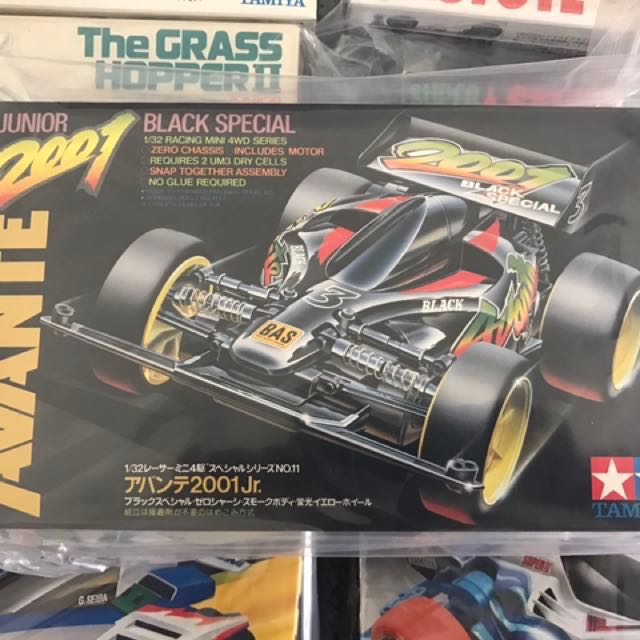 TAMIYA
The GRASS
HOPPER II
JUNIOR
2001
AVANTE
BLACK SPECIAL
1/32 RACING MINI 4WD SERIES
ZERO CHASSIS INCLUDES MOTOR
REQUIRES 2 UM3 DRY CELLS
SNAP TOGETHER ASSEMBLY
NO GLUE REQUIRED
2001
BLACK SPECIAL
3
3
BLACK
BAS
1/32レーサーミニ4駆 スペシャルシリーズNO.11
アバンテ2001Jr.
ブラックスペシャル ゼロシャーシ・スモークボディ・蛍光イエローホイール
組立は接着剤が不要のはめこみ方式
TAM
G.SEIBA